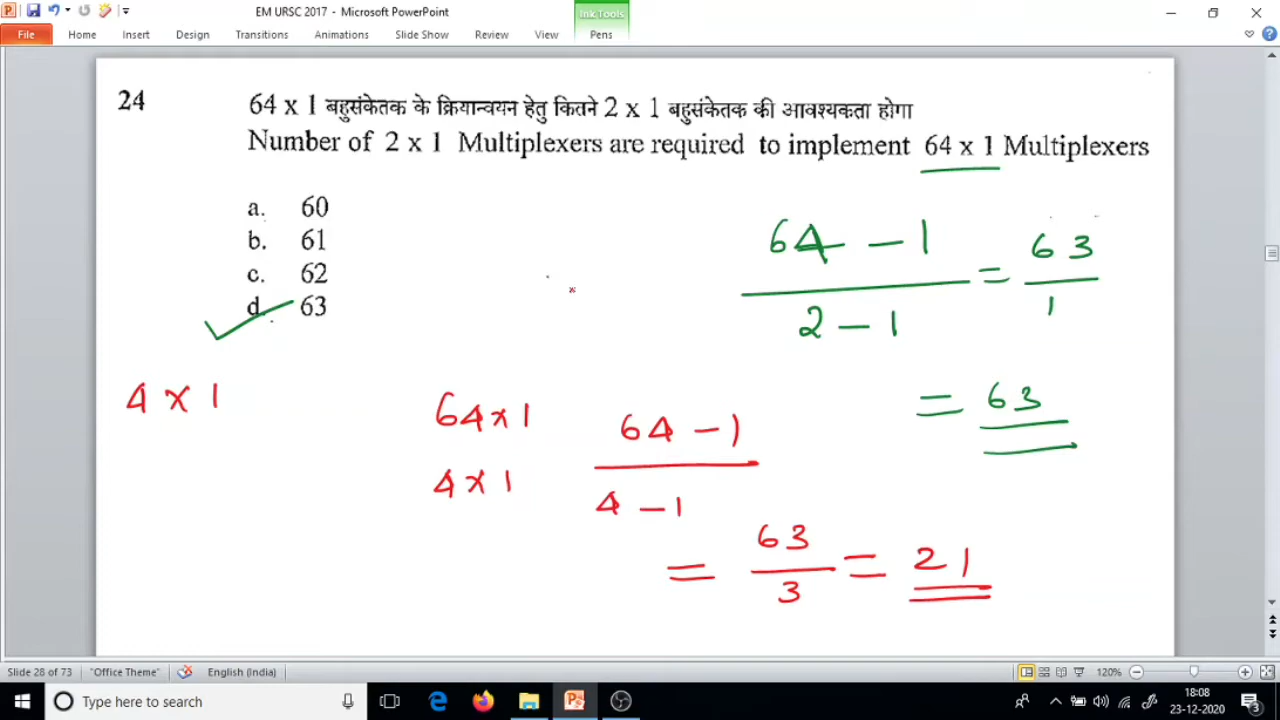 EM URSC 2017 - Microsoft PowerPoint
Ink Tools
File Home Insert Design Transitions Animations Slide Show Review View Pens
24
64 x 1 बहुसंकेतक के क्रियान्वयन हेतु कितने 2 x 1 बहुसंकेतक की आवश्यकता होगा
Number of 2 x 1 Multiplexers are required to implement 64 x 1 Multiplexers
a. 60
b. 61
c. 62
d. 63
64 - 1
2 - 1
= 63
1
= 63
4 x 1
64x1
4x1
64 - 1
4 - 1
= 63
3
= 21
Slide 28 of 73 "Office Theme" English (India) 120%
Type here to search
18:08
23-12-2020
3